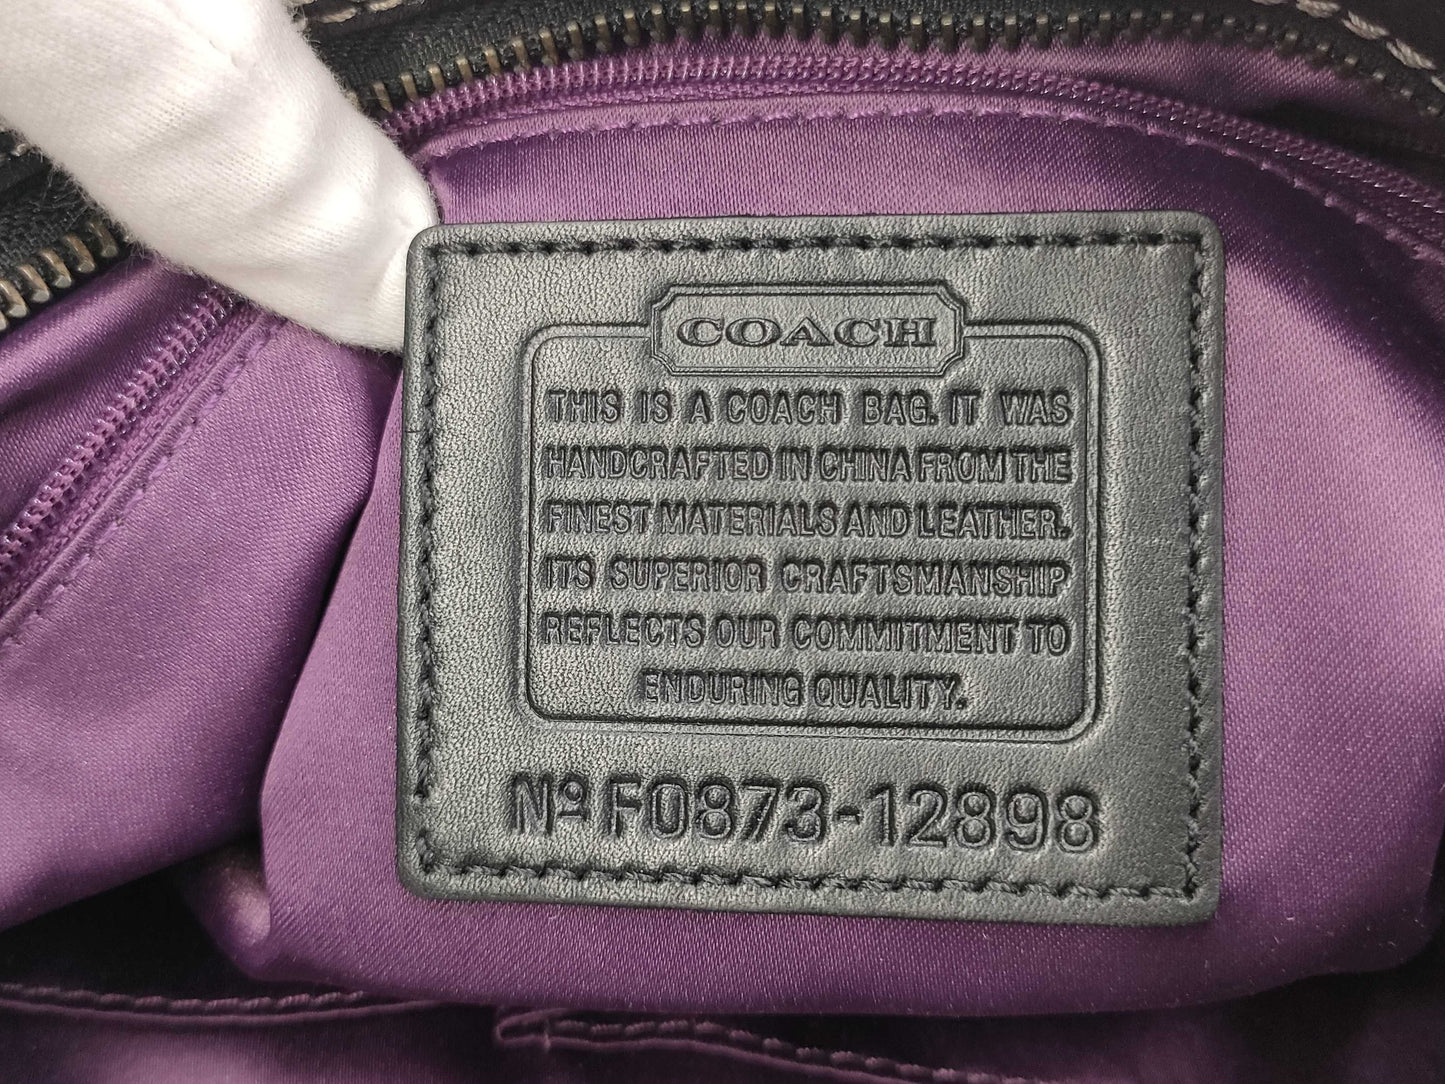 COACH
THIS IS A COACH BAG. IT WAS
HANDCRAFTED IN CHINA FROM THE
FINEST MATERIALS AND LEATHER.
ITS SUPERIOR CRAFTSMANSHIP
REFLECTS OUR COMMITMENT TO
ENDURING QUALITY.
Nº F0873-12898